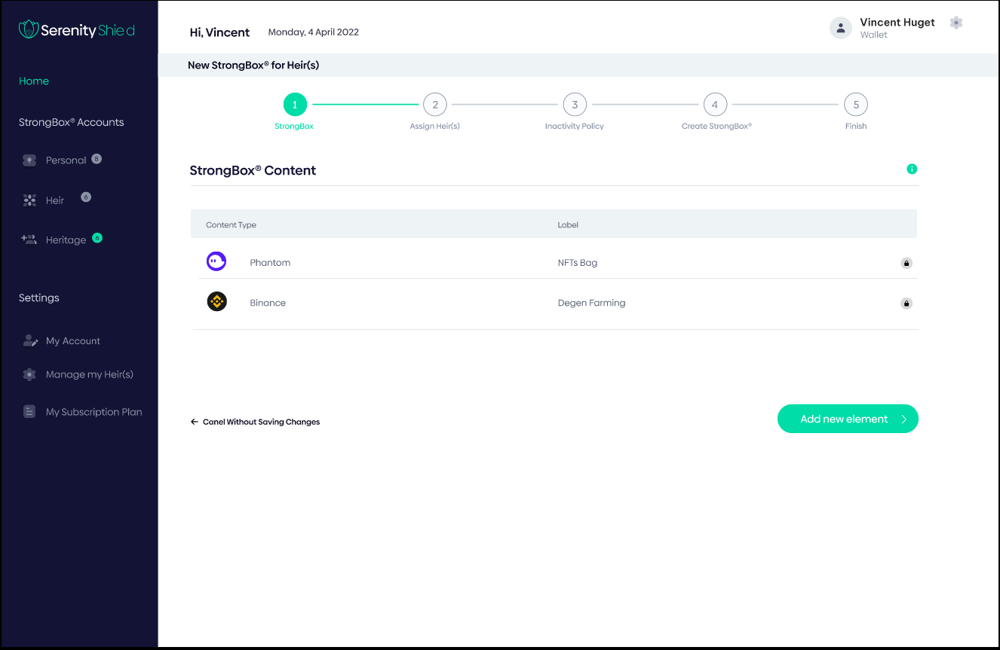 Serenity Shield
Hi, Vincent
Monday, 4 April 2022
Vincent Huget
Wallet
New StrongBox® for Heir(s)
Home
StrongBox® Accounts
Personal 8
Heir 6
Heritage 6
Settings
My Account
Manage my Heir(s)
My Subscription Plan
1 2 3 4 5
StrongBox Assign Heir(s) Inactivity Policy Create StrongBox® Finish
StrongBox® Content
i
Content Type Label
Phantom NFTs Bag
Binance Degen Farming
Canel Without Saving Changes
Add new element